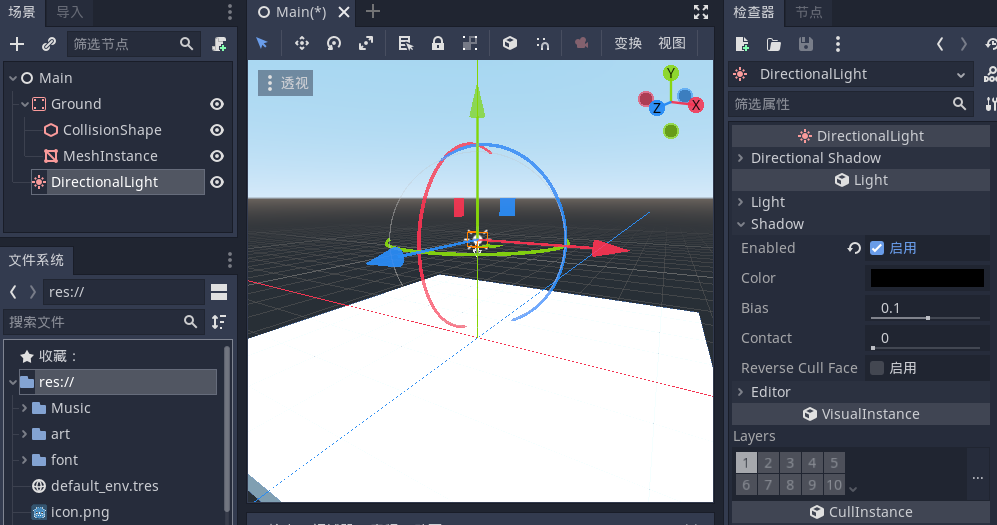 场景 导入
筛选节点
Main
Ground
CollisionShape
MeshInstance
DirectionalLight
文件系统
res://
搜索文件
收藏：
res://
Music
art
font
default_env.tres
icon.png
Main(*)
变换 视图
透视
Y
X
Z
检查器 节点
DirectionalLight
筛选属性
DirectionalLight
Directional Shadow
Light
Light
Shadow
Enabled 启用
Color
Bias 0.1
Contact 0
Reverse Cull Face 启用
Editor
VisualInstance
Layers
1 2 3 4 5
6 7 8 9 10
CullInstance